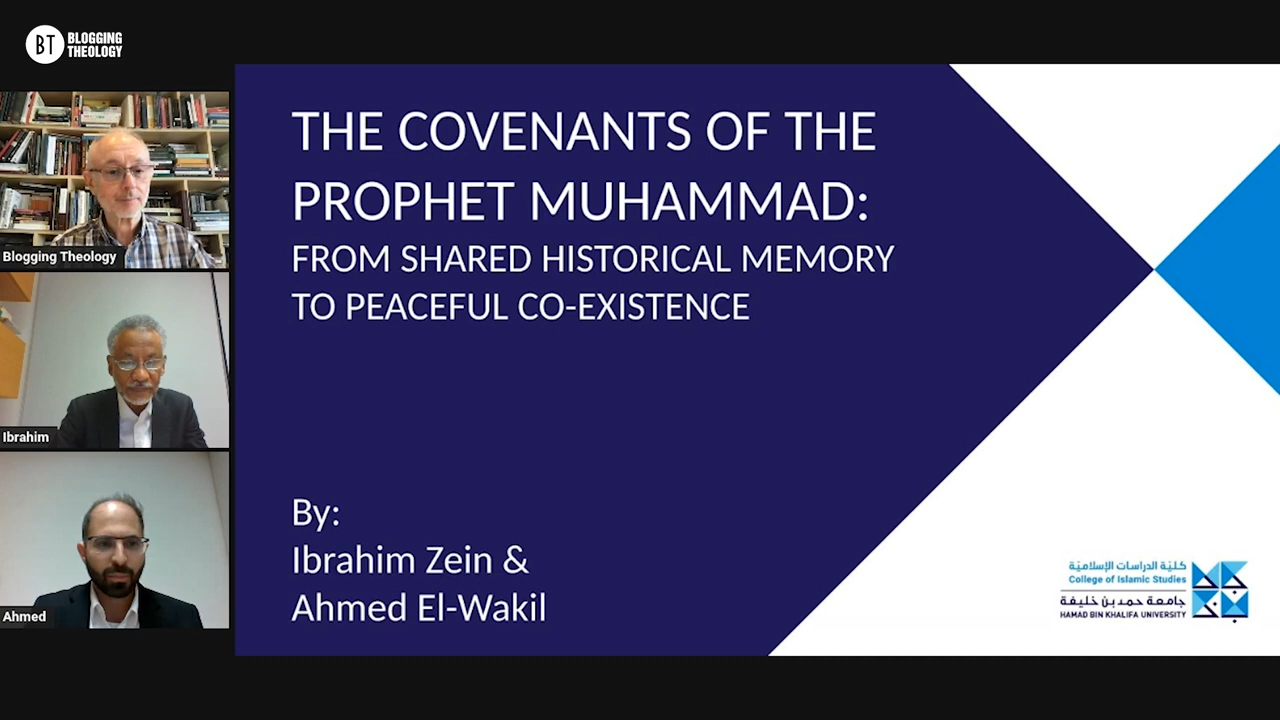 BT BLOGGING
THEOLOGY
Blogging Theology
Ibrahim
Ahmed
THE COVENANTS OF THE
PROPHET MUHAMMAD:
FROM SHARED HISTORICAL MEMORY
TO PEACEFUL CO-EXISTENCE
By:
Ibrahim Zein &
Ahmed El-Wakil
كلية الدراسات الإسلامية
College of Islamic Studies
جامعة حمد بن خليفة
HAMAD BIN KHALIFA UNIVERSITY